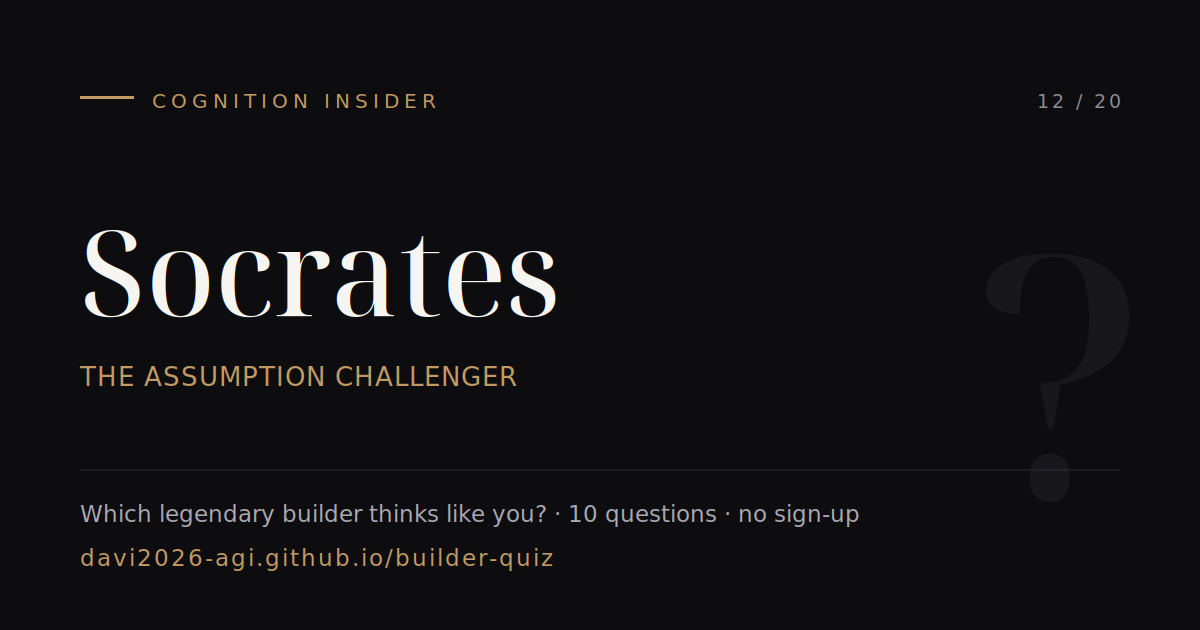 COGNITION INSIDER
12 / 20
Socrates
THE ASSUMPTION CHALLENGER
?
Which legendary builder thinks like you? · 10 questions · no sign-up
davi2026-agi.github.io/builder-quiz